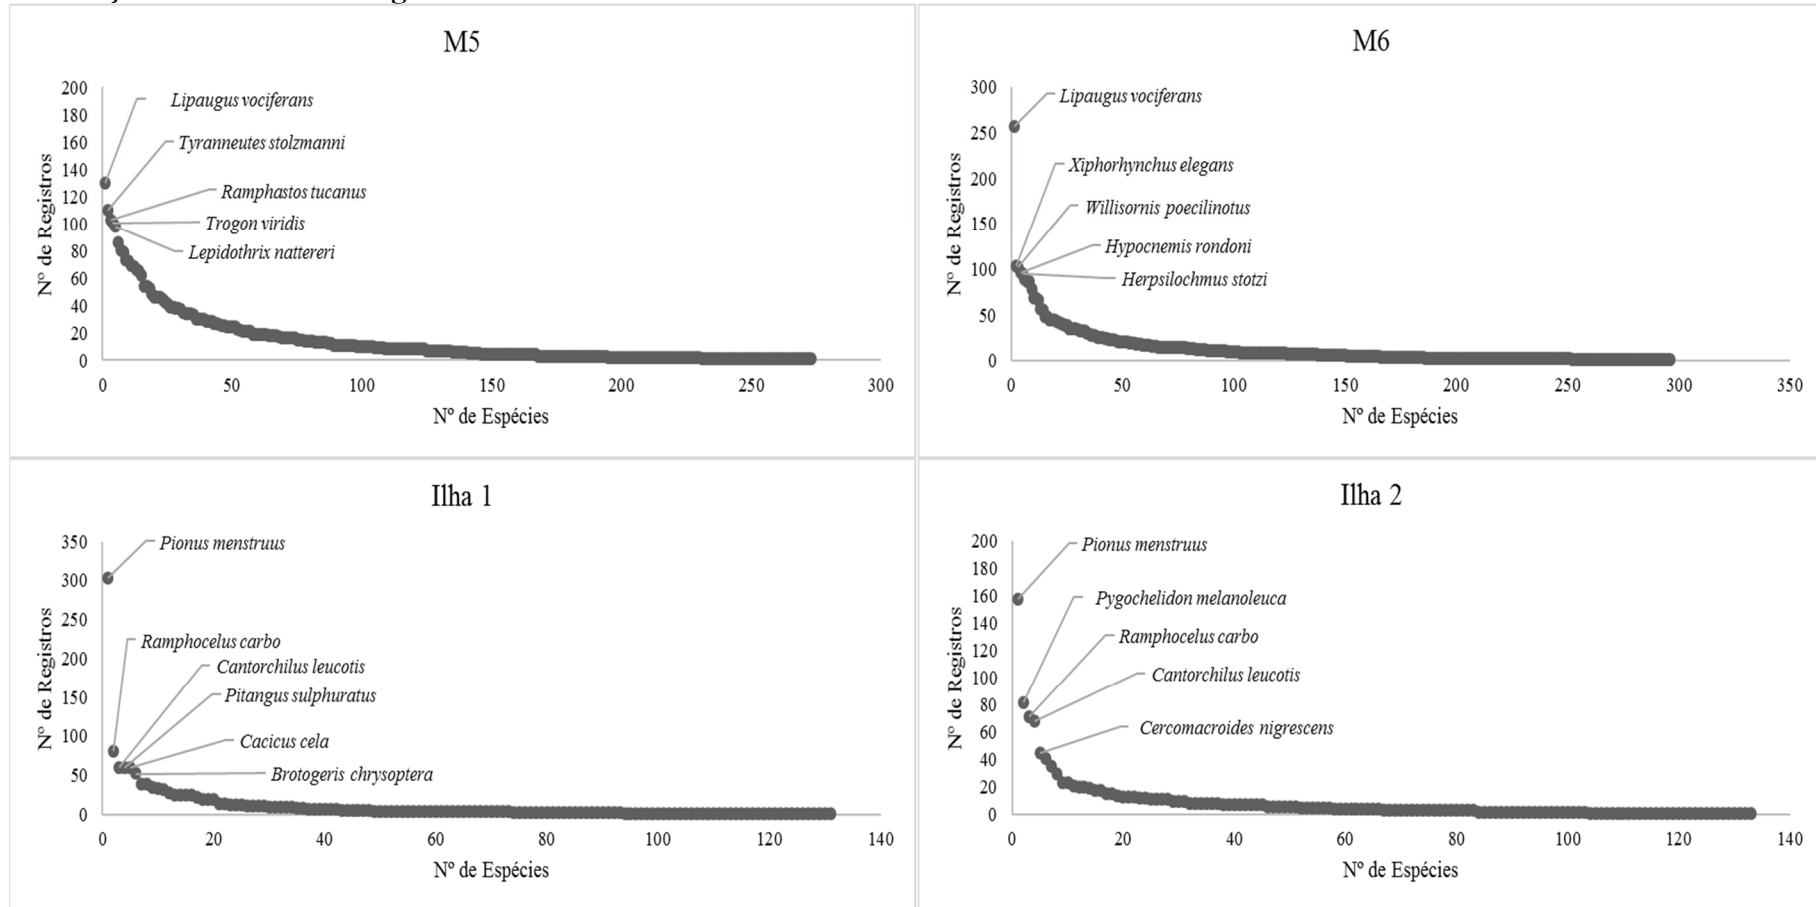 M5
200
180
160
140
120
100
80
60
40
20
0
Nº de Registros
Lipaugus vociferans
Tyranneutes stolzmanni
Ramphastos tucanus
Trogon viridis
Lepidothrix nattereri
0 50 100 150 200 250 300
Nº de Espécies
M6
300
250
200
150
100
50
0
Nº de Registros
Lipaugus vociferans
Xiphorhynchus elegans
Willisornis poecilinotus
Hypocnemis rondoni
Herpsilochmus stotzi
0 50 100 150 200 250 300 350
Nº de Espécies
Ilha 1
350
300
250
200
150
100
50
0
Nº de Registros
Pionus menstruus
Ramphocelus carbo
Cantorchilus leucotis
Pitangus sulphuratus
Cacicus cela
Brotogeris chrysoptera
0 20 40 60 80 100 120 140
Nº de Espécies
Ilha 2
200
180
160
140
120
100
80
60
40
20
0
Nº de Registros
Pionus menstruus
Pygochelidon melanoleuca
Ramphocelus carbo
Cantorchilus leucotis
Cercomacroides nigrescens
0 20 40 60 80 100 120 140
Nº de Espécies